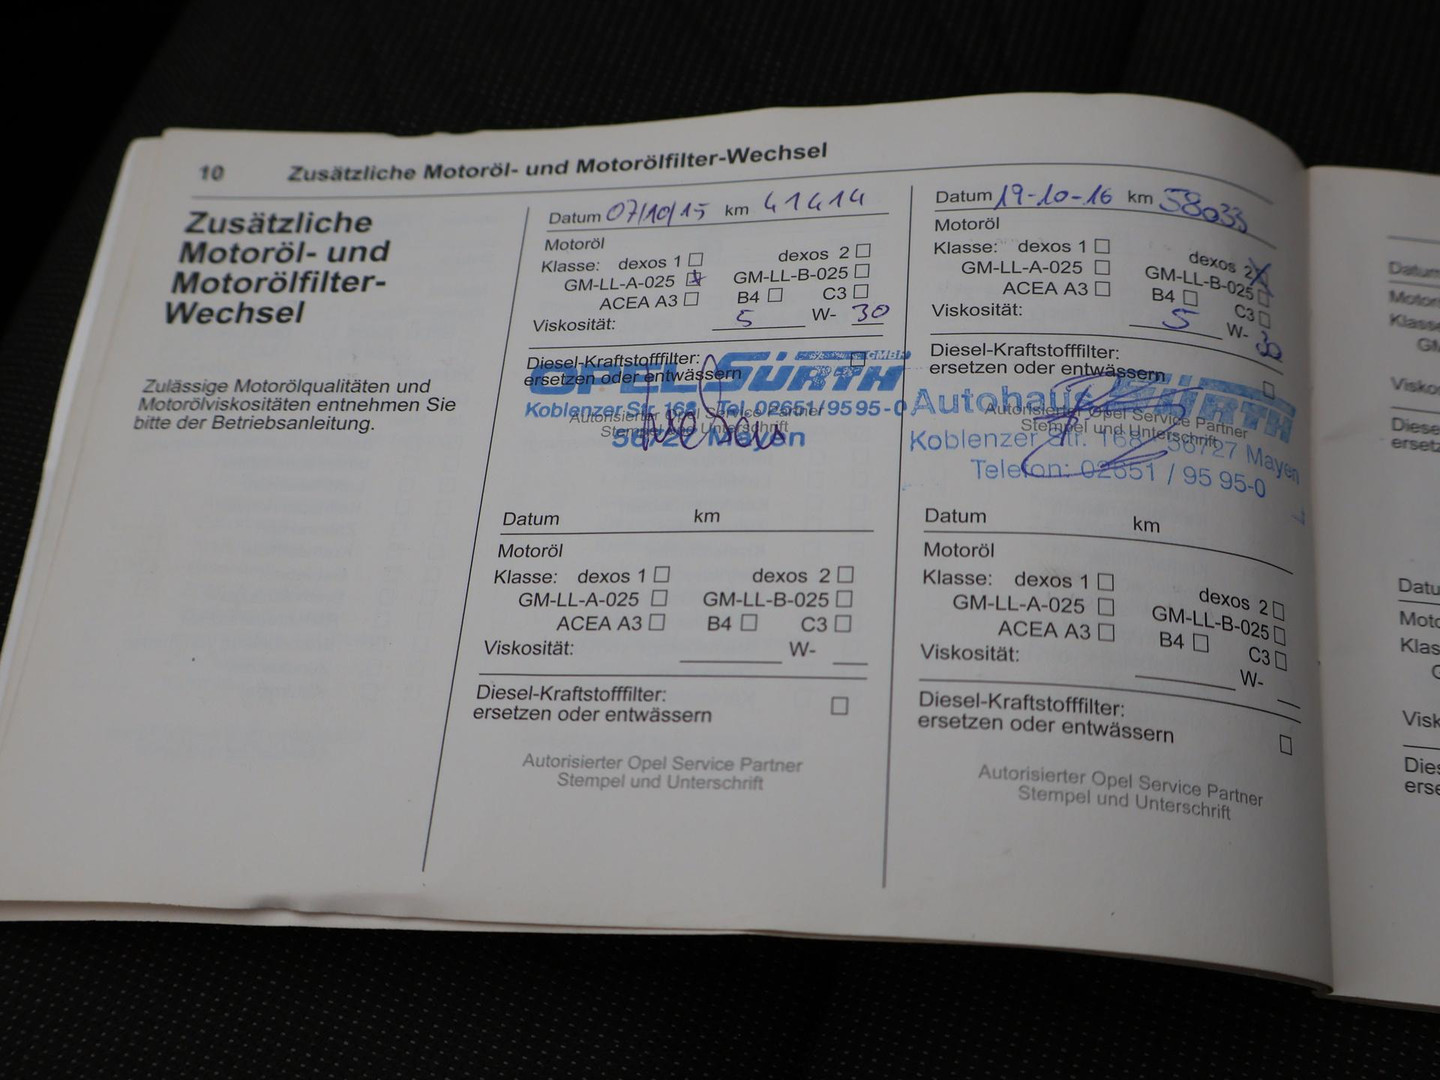 10 Zusätzliche Motoröl- und Motorölfilter-Wechsel
Zusätzliche
Motoröl- und
Motorölfilter-
Wechsel
Zulässige Motorölqualitäten und
Motorölviskositäten entnehmen Sie
bitte der Betriebsanleitung.
Datum 07/10/15 km 41414
Motoröl
Klasse: dexos 1 dexos 2
GM-LL-A-025 GM-LL-B-025
ACEA A3 B4 C3
Viskosität: 5 W- 30
Diesel-Kraftstofffilter:
ersetzen oder entwässern
OPEL SÜRTH GMBH
Koblenzer Str. 168 Tel. 02651/9595-0
Autorisierter Opel Service Partner
Stempel und Unterschrift
56727 Mayen
Datum km
Motoröl
Klasse: dexos 1 dexos 2
GM-LL-A-025 GM-LL-B-025
ACEA A3 B4 C3
Viskosität: W-
Diesel-Kraftstofffilter:
ersetzen oder entwässern
Autorisierter Opel Service Partner
Stempel und Unterschrift
Datum 19-10-16 km 58033
Motoröl
Klasse: dexos 1 dexos 2
GM-LL-A-025 GM-LL-B-025
ACEA A3 B4 C3
Viskosität: 5 W- 30
Diesel-Kraftstofffilter:
ersetzen oder entwässern
Autohaus SÜRTH
Autorisierter Opel Service Partner
Stempel und Unterschrift
Koblenzer Str. 168 56727 Mayen
Telefon: 02651 / 95 95-0
Datum km
Motoröl
Klasse: dexos 1 dexos 2
GM-LL-A-025 GM-LL-B-025
ACEA A3 B4 C3
Viskosität: W-
Diesel-Kraftstofffilter:
ersetzen oder entwässern
Autorisierter Opel Service Partner
Stempel und Unterschrift